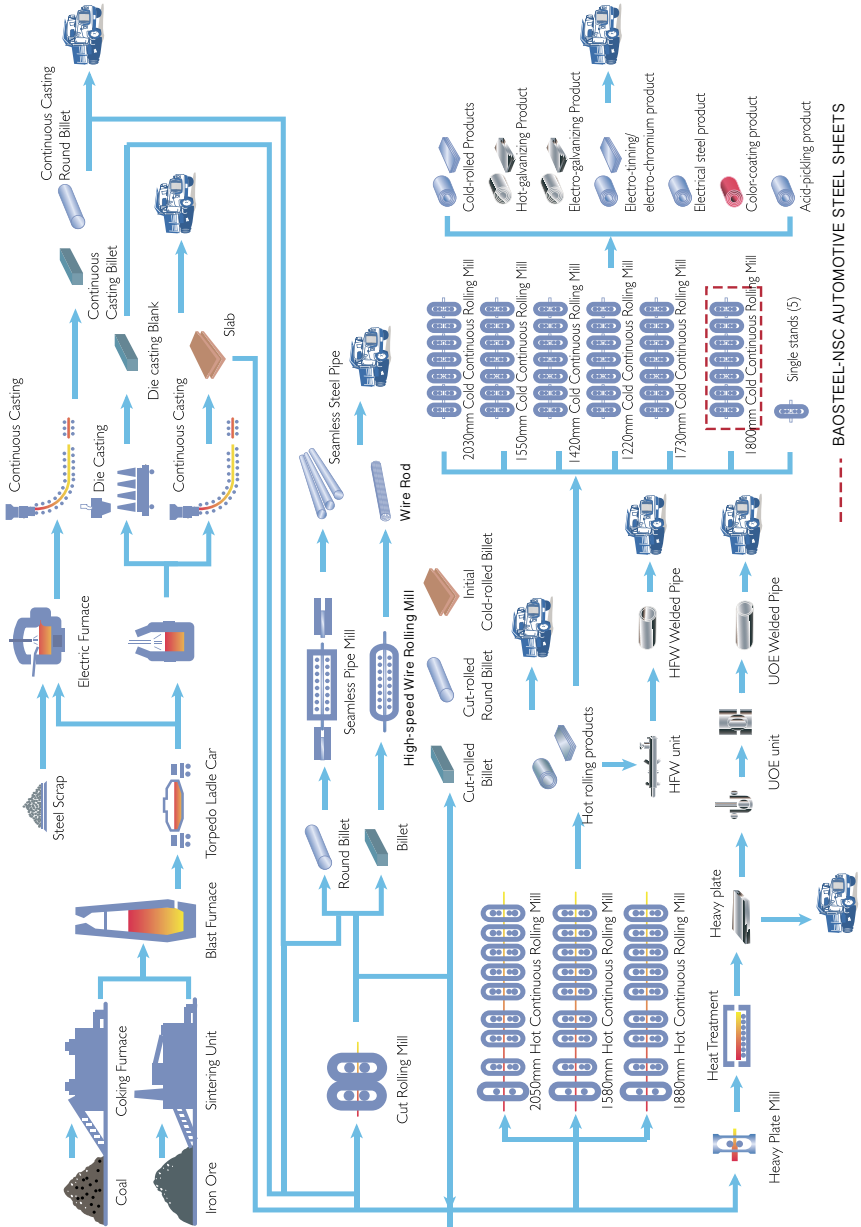 Coal
Coking Furnace
Iron Ore
Sintering Unit
Blast Furnace
Torpedo Ladle Car
Steel Scrap
Electric Furnace
Continuous Casting
Die Casting
Continuous Casting
Continuous
Casting Billet
Continuous Casting
Round Billet
Die casting Blank
Slab
Cut Rolling Mill
Round Billet
Billet
Seamless Pipe Mill
High-speed Wire Rolling Mill
Seamless Steel Pipe
Wire Rod
Cut-rolled
Billet
Cut-rolled
Round Billet
Initial
Cold-rolled Billet
2050mm Hot Continuous Rolling Mill
1580mm Hot Continuous Rolling Mill
1880mm Hot Continuous Rolling Mill
Hot rolling products
HFW unit
HFW Welded Pipe
Heavy Plate Mill
Heat Treatment
Heavy plate
UOE unit
UOE Welded Pipe
2030mm Cold Continuous Rolling Mill
1550mm Cold Continuous Rolling Mill
1420mm Cold Continuous Rolling Mill
1220mm Cold Continuous Rolling Mill
1730mm Cold Continuous Rolling Mill
1800mm Cold Continuous Rolling Mill
Single stands (5)
Cold-rolled Products
Hot-galvanizing Product
Electro-galvanizing Product
Electro-tinning/
electro-chromium product
Electrical steel product
Color-coating product
Acid-pickling product
BAOSTEEL-NSC AUTOMOTIVE STEEL SHEETS